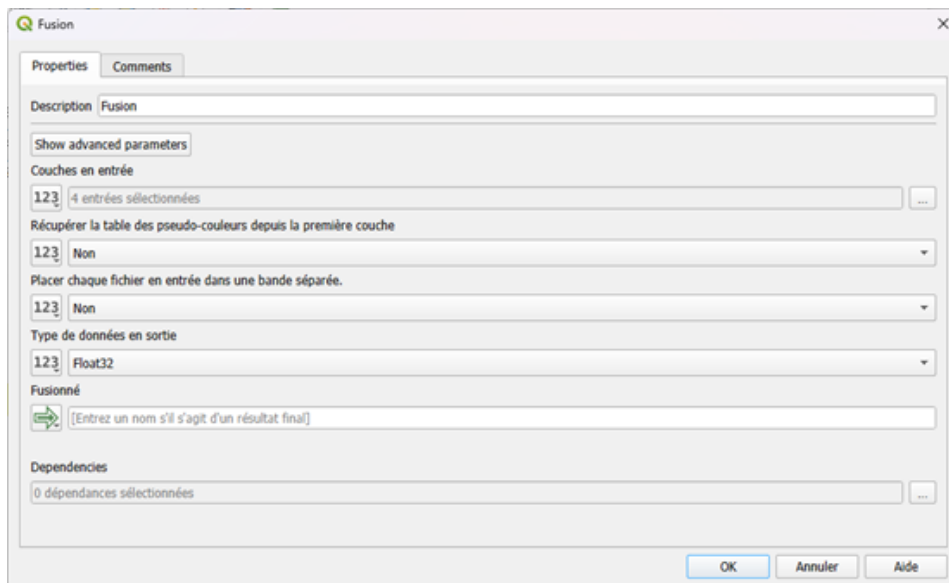 Fusion
Properties Comments
Description Fusion
Show advanced parameters
Couches en entrée
123 4 entrées sélectionnées ...
Récupérer la table des pseudo-couleurs depuis la première couche
123 Non
Placer chaque fichier en entrée dans une bande séparée.
123 Non
Type de données en sortie
123 Float32
Fusionné
[Entrez un nom s'il s'agit d'un résultat final]
Dependencies
0 dépendances sélectionnées ...
OK Annuler Aide